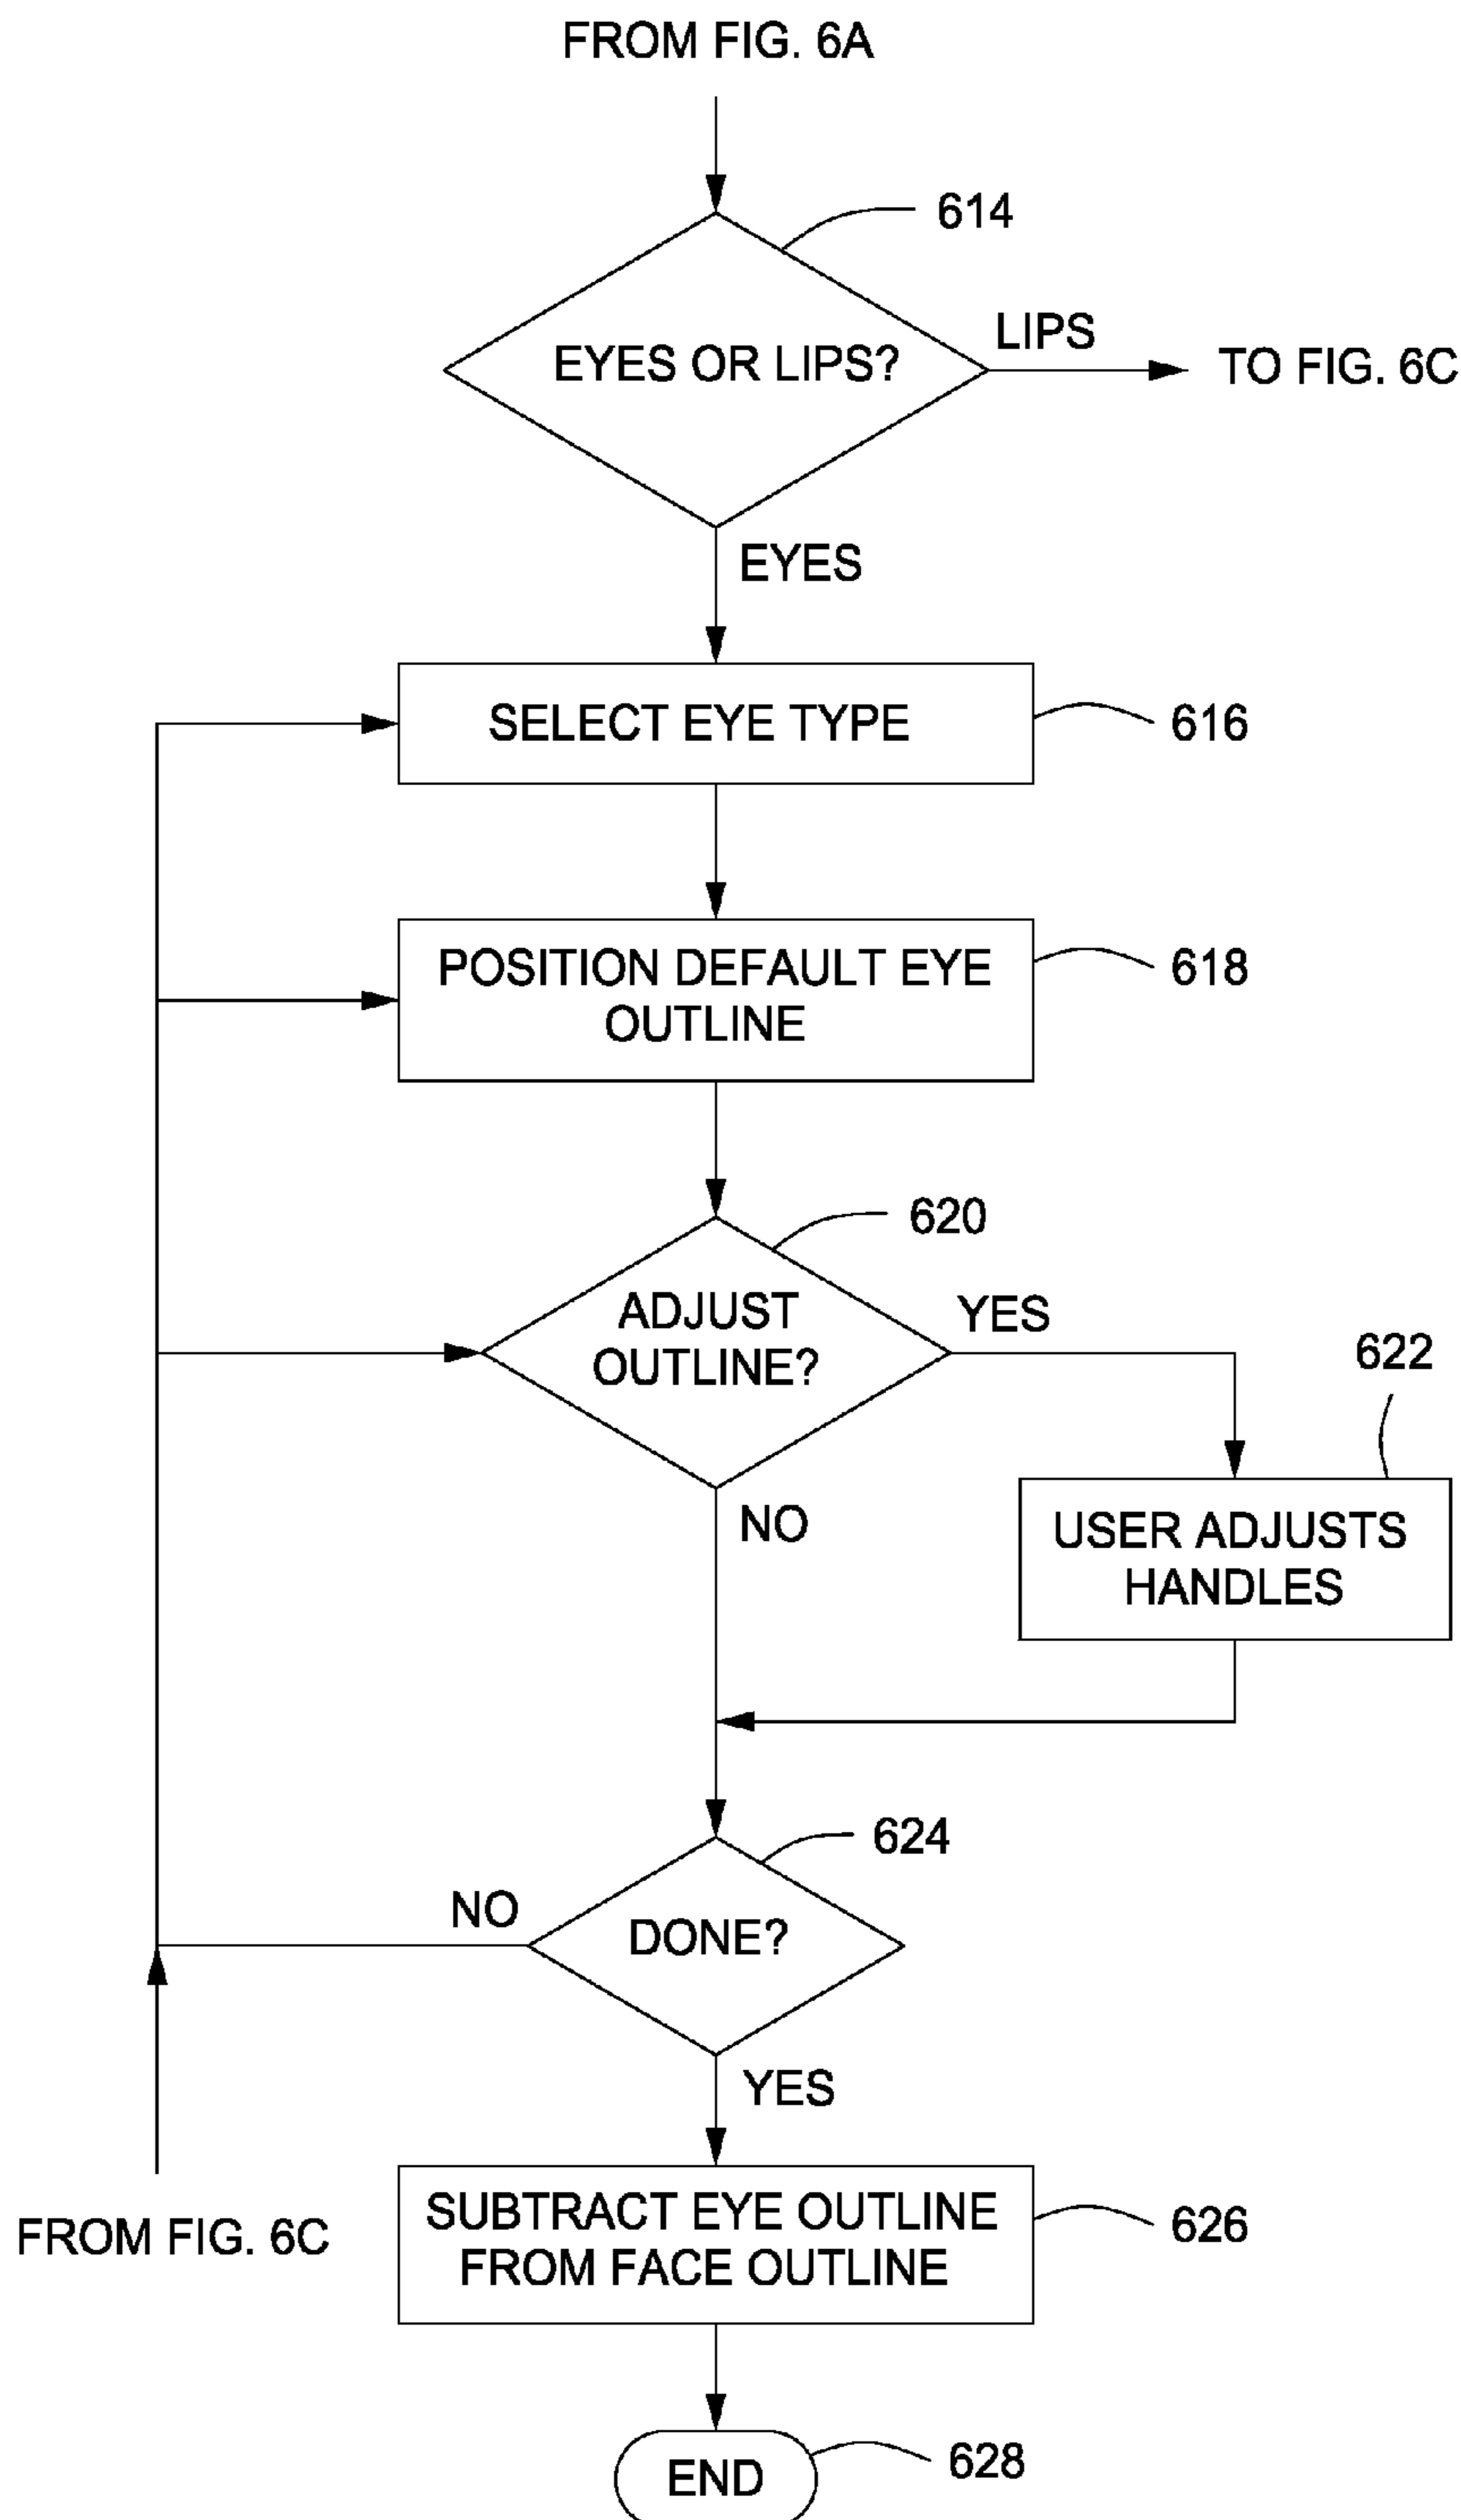 FROM FIG. 6A
614
EYES OR LIPS?
LIPS
TO FIG. 6C
EYES
SELECT EYE TYPE
616
POSITION DEFAULT EYE
OUTLINE
618
620
ADJUST
OUTLINE?
YES
622
NO
USER ADJUSTS
HANDLES
624
NO
DONE?
YES
FROM FIG. 6C
SUBTRACT EYE OUTLINE
FROM FACE OUTLINE
626
END
628